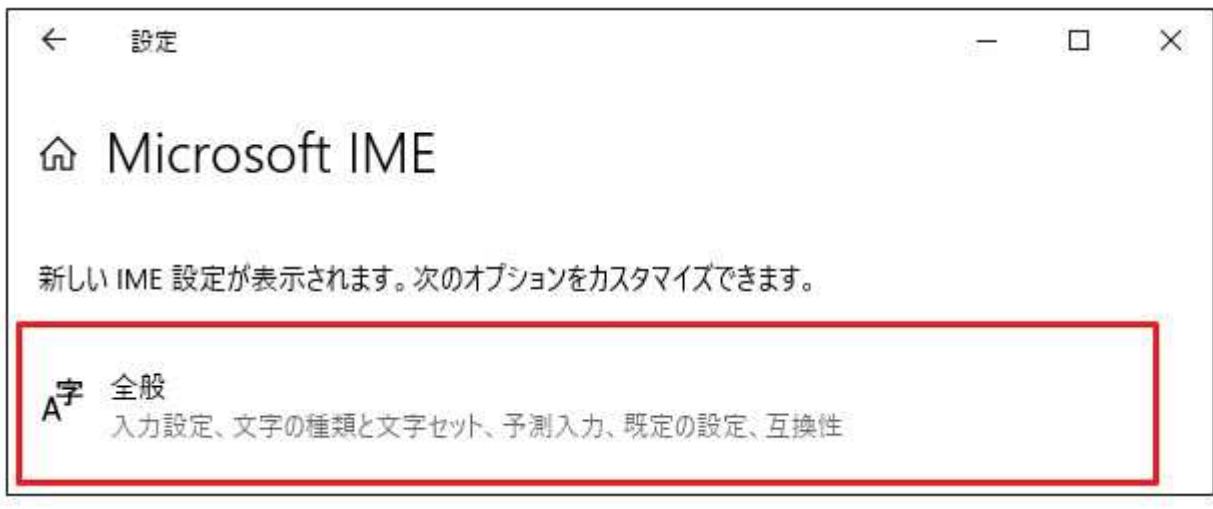 設定
Microsoft IME
新しい IME 設定が表示されます。次のオプションをカスタマイズできます。
A字 全般
入力設定、文字の種類と文字セット、予測入力、既定の設定、互換性